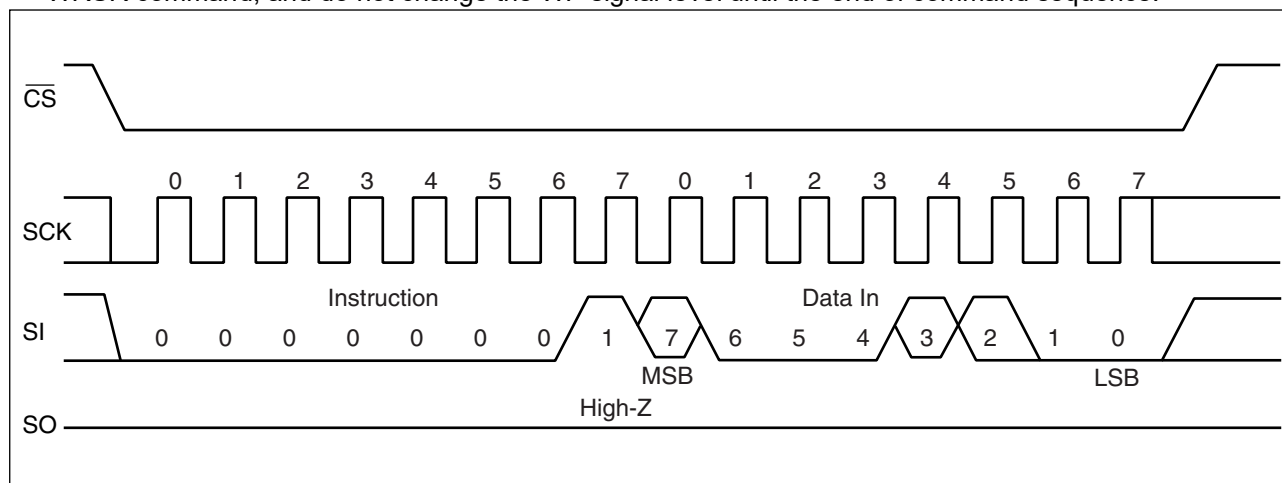 CS
0 1 2 3 4 5 6 7 0 1 2 3 4 5 6 7
SCK
Instruction Data In
SI
0 0 0 0 0 0 0 1 7 6 5 4 3 2 1 0
MSB LSB
High-Z
SO